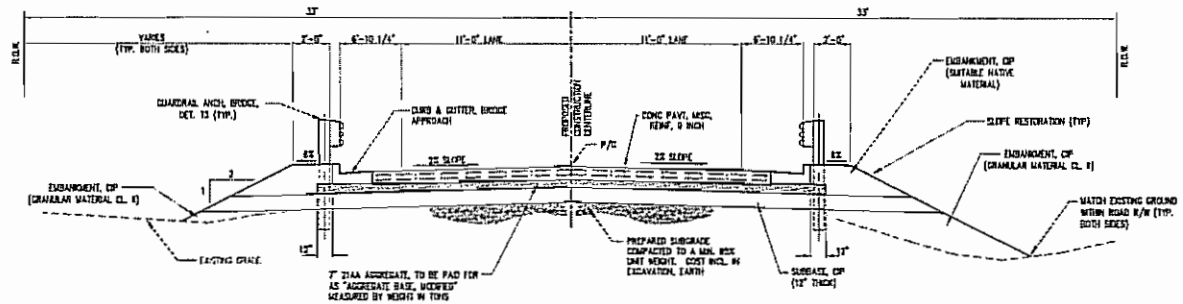 33'
33'
R.O.W.
VARIES
(TYP. BOTH SIDES)
2'-0"
6'-10 1/4"
11'-0" LANE
11'-0" LANE
6'-10 1/4"
2'-0"
R.O.W.
GUARDRAIL ANCH, BRIDGE,
DET. T3 (TYP.)
CURB & GUTTER, BRIDGE
APPROACH
PROPOSED
CONSTRUCTION
CENTERLINE
CONC PAVT, MISC,
REINF, 9 INCH
P/G
EMBANKMENT, CIP
(SUITABLE NATIVE
MATERIAL)
SLOPE RESTORATION (TYP)
EMBANKMENT, CIP
(GRANULAR MATERIAL CL. II)
6%
2% SLOPE
2% SLOPE
6%
2
1
EMBANKMENT, CIP
(GRANULAR MATERIAL CL. II)
EXISTING GRADE
12"
7" 21AA AGGREGATE, TO BE PAID FOR
AS "AGGREGATE BASE, MODIFIED"
MEASURED BY WEIGHT IN TONS
PREPARED SUBGRADE
COMPACTED TO A MIN. 95%
UNIT WEIGHT. COST INCL. IN
EXCAVATION, EARTH
SUBBASE, CIP
(12" THICK)
12"
MATCH EXISTING GROUND
WITHIN ROAD R/W (TYP.
BOTH SIDES)